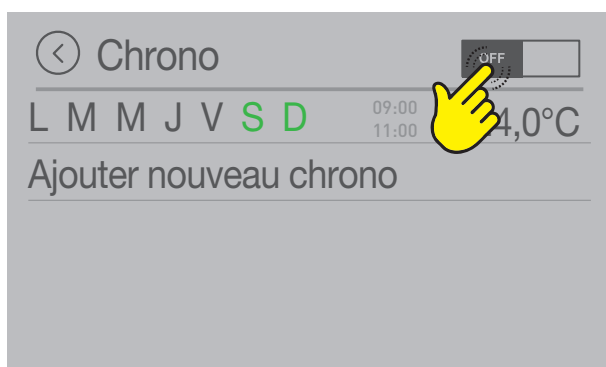 Chrono
OFF
L M M J V S D
09:00
11:00
4,0°C
Ajouter nouveau chrono